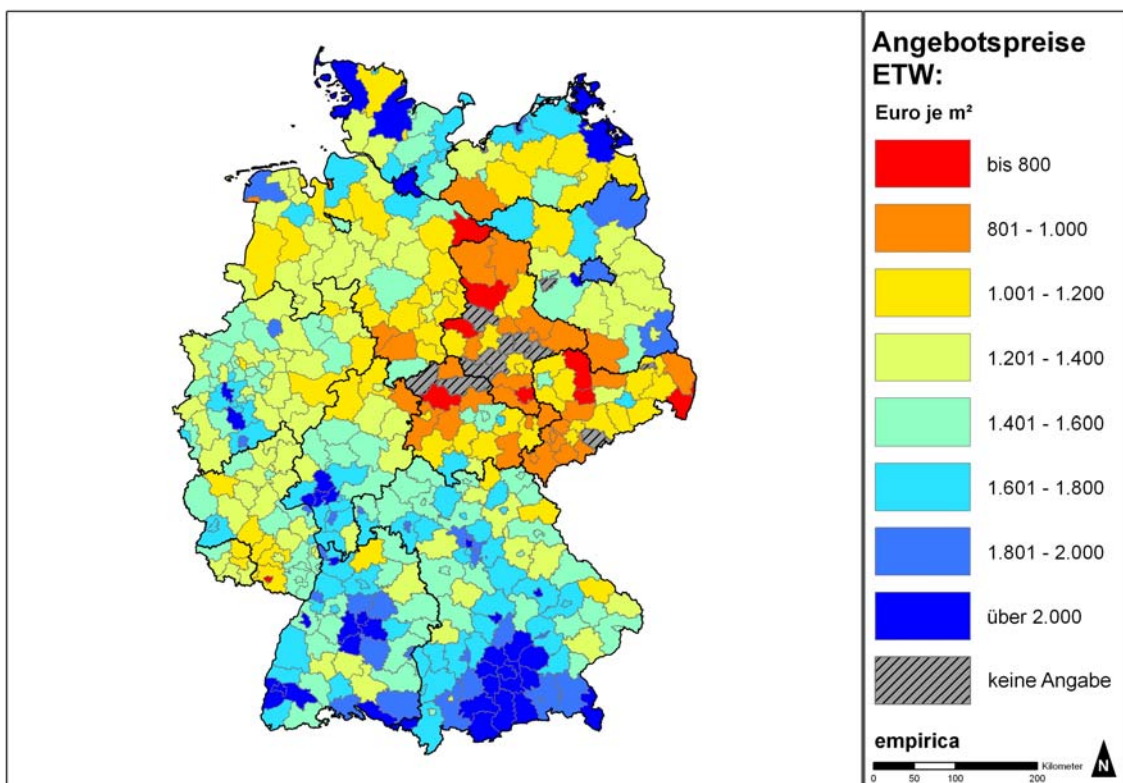 Angebotspreise
ETW:
Euro je m²
bis 800
801 - 1.000
1.001 - 1.200
1.201 - 1.400
1.401 - 1.600
1.601 - 1.800
1.801 - 2.000
über 2.000
keine Angabe
empirica
Kilometer
0 50 100 200
N